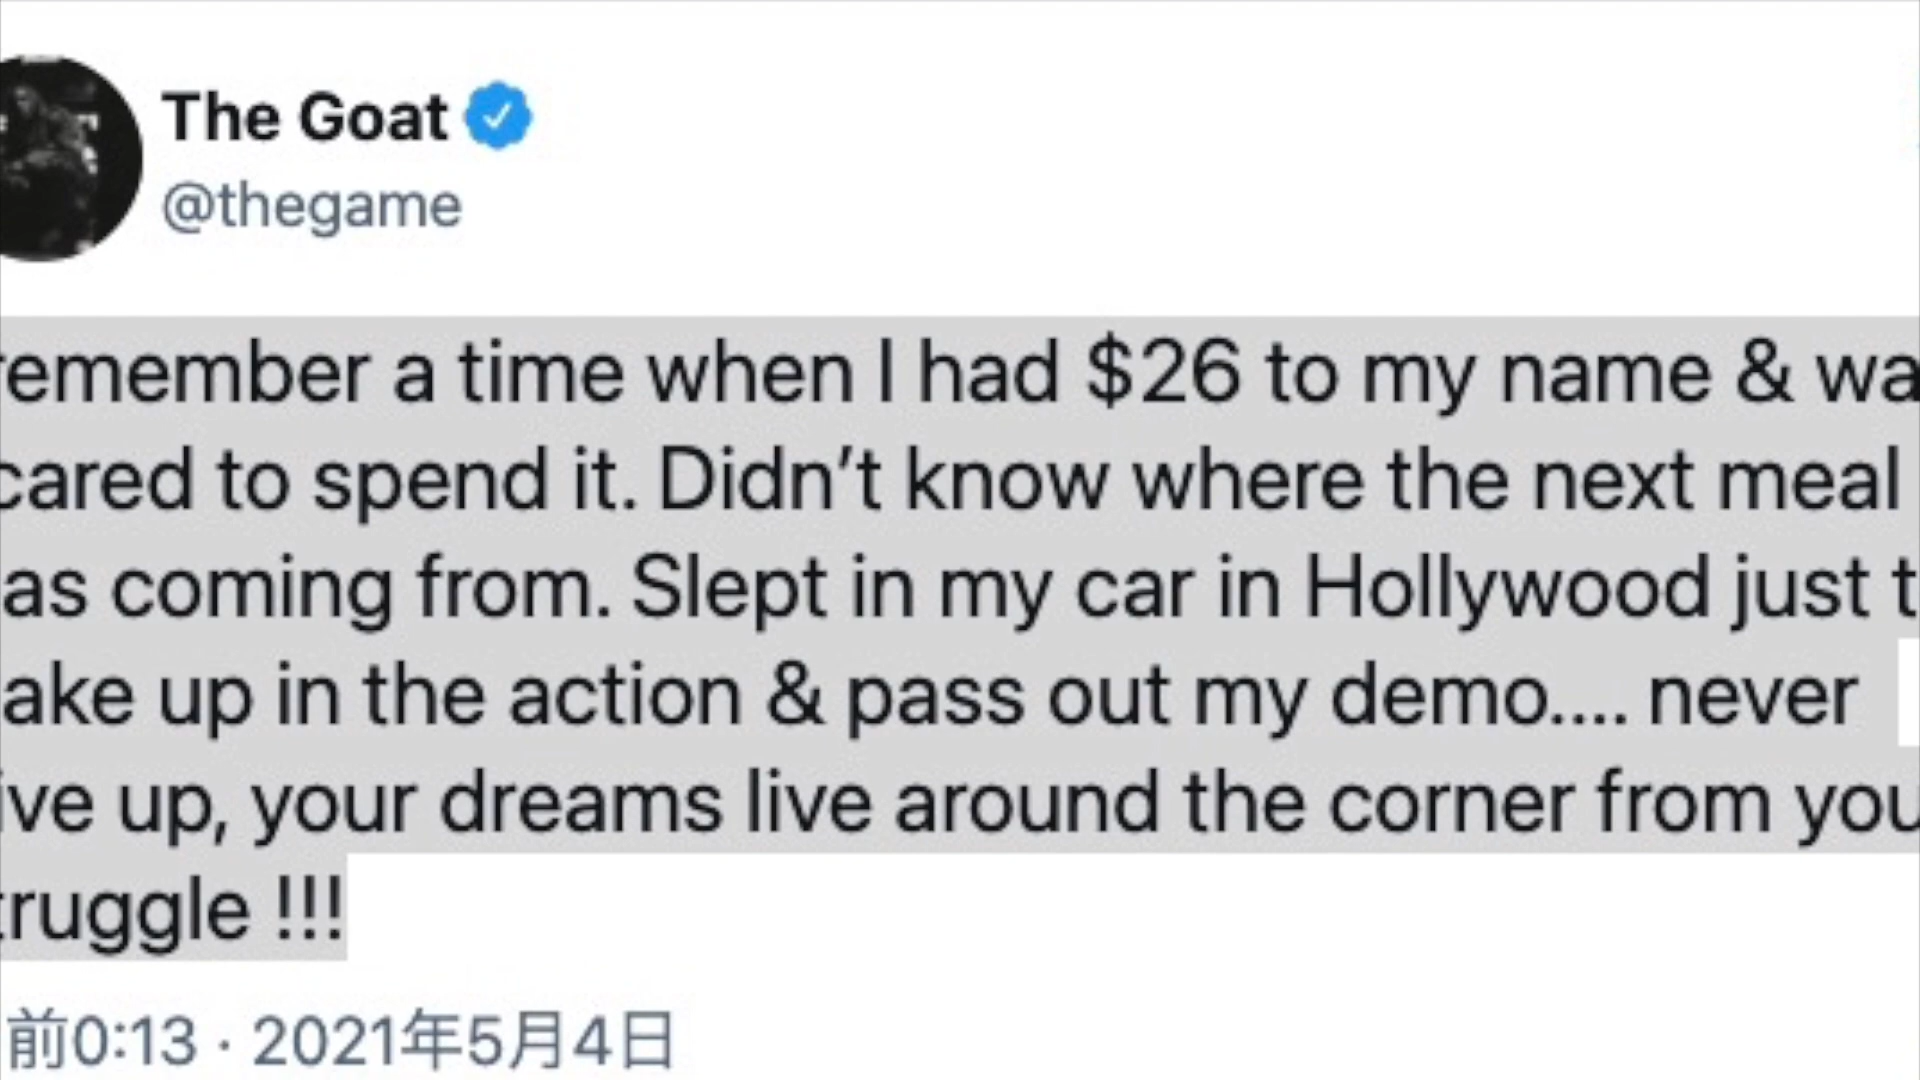 The Goat
@thegame
remember a time when I had $26 to my name & wa
cared to spend it. Didn’t know where the next meal
as coming from. Slept in my car in Hollywood just t
ake up in the action & pass out my demo.... never
ive up, your dreams live around the corner from you
truggle !!!
前0:13 · 2021年5月4日